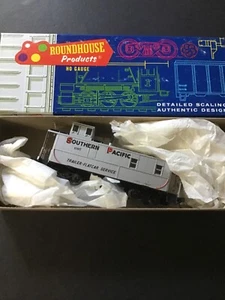 ROUNDHOUSE
Products
HO GAUGE
DETAILED SCALING
AUTHENTIC DESIGN
SOUTHERN PACIFIC
TRAILER-FLATCAR SERVICE